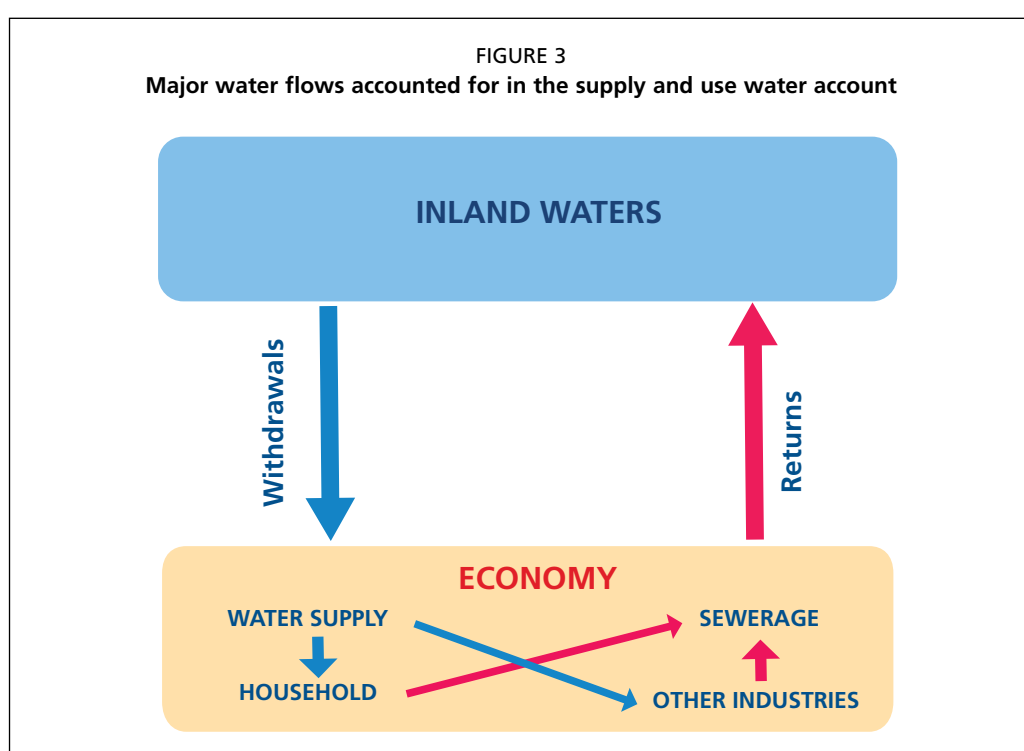 FIGURE 3
Major water flows accounted for in the supply and use water account
INLAND WATERS
Withdrawals
Returns
ECONOMY
WATER SUPPLY
SEWERAGE
HOUSEHOLD
OTHER INDUSTRIES